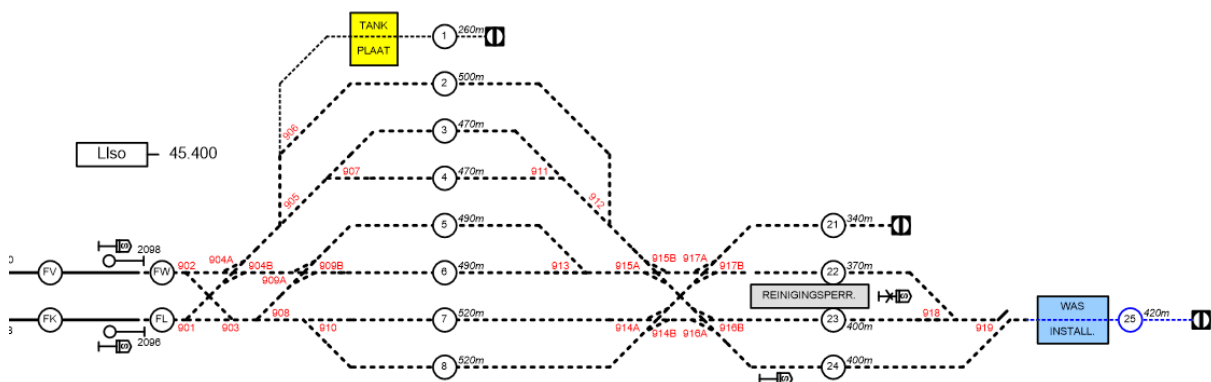 TANK
PLAAT
1
260m
2
500m
906
3
470m
LIso
45.400
907
4
470m
911
905
912
5
490m
21
340m
2098
FV
FW
902
904A
904B
909A
909B
6
490m
913
915A
915B
917A
917B
22
370m
REINIGINGSPERR.
S
S
FK
FL
901
903
908
910
7
520m
914A
914B
916A
916B
23
400m
918
919
WAS
INSTALL.
25
420m
2096
S
8
520m
24
400m
S